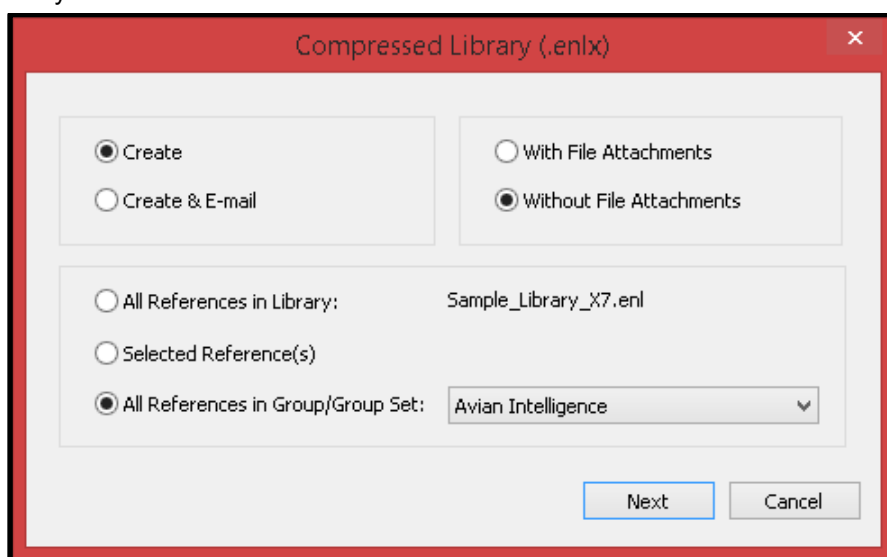 Compressed Library (.enlx)
Create
With File Attachments
Create & E-mail
Without File Attachments
All References in Library: Sample_Library_X7.enl
Selected Reference(s)
All References in Group/Group Set: Avian Intelligence
Next Cancel